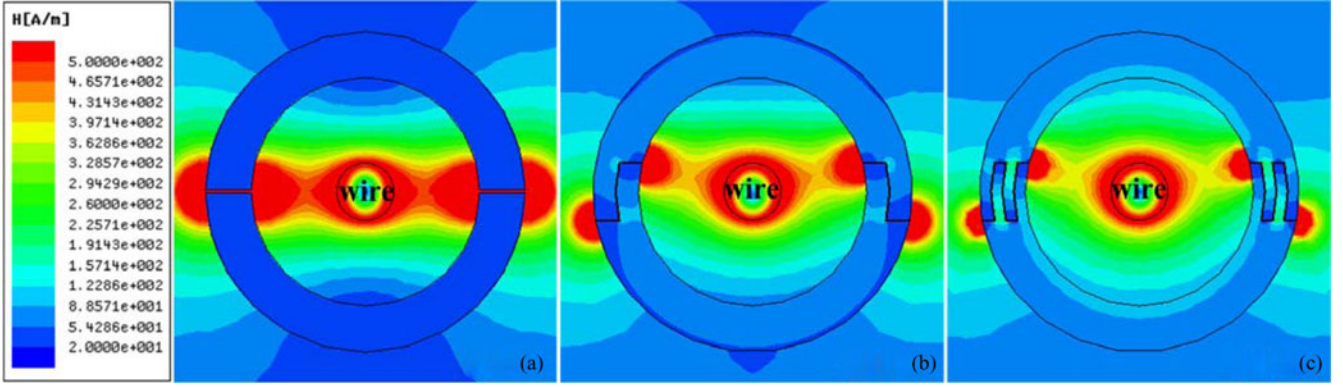 H[A/m]
5.0000e+002
4.6571e+002
4.3143e+002
3.9714e+002
3.6286e+002
3.2857e+002
2.9429e+002
2.6000e+002
2.2571e+002
1.9143e+002
1.5714e+002
1.2286e+002
8.8571e+001
5.4286e+001
2.0000e+001
wire
(a)
wire
(b)
wire
(c)